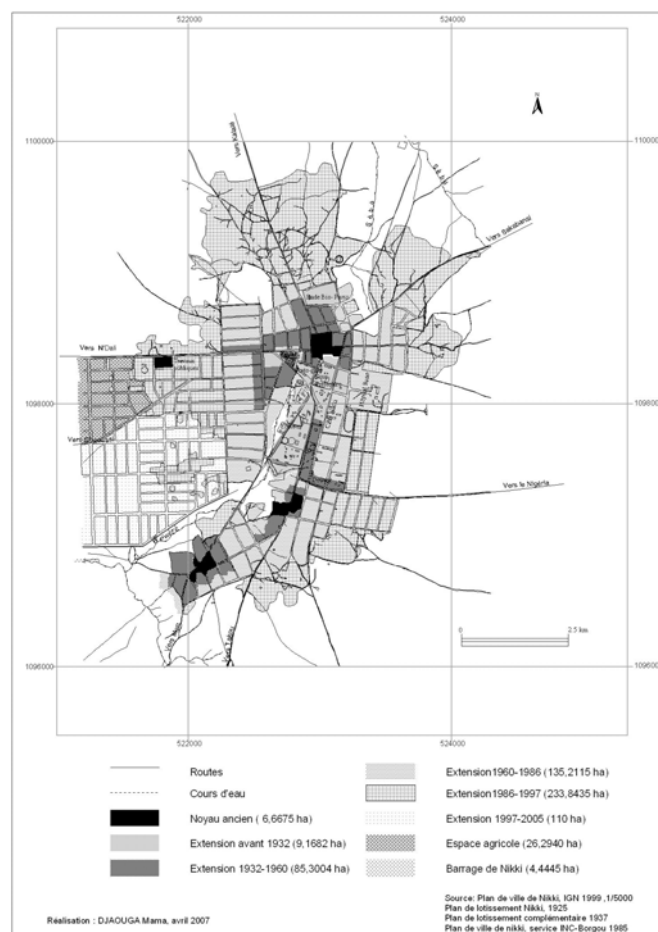 522000
524000
N
1100000
1100000
Vers Kalalé
Vers Sakabansi
Vers N'Dali
1098000
1098000
Vers le Nigéria
1096000
1096000
0
2.5 km
522000
524000
Routes
Cours d'eau
Noyau ancien ( 6,6675 ha)
Extension avant 1932 (9,1682 ha)
Extension 1932-1960 (85,3004 ha)
Extension1960-1986 (135,2115 ha)
Extension1986-1997 (233,8435 ha)
Extension 1997-2005 (110 ha)
Espace agricole (26,2940 ha)
Barrage de Nikki (4,4445 ha)
Source: Plan de ville de Nikki, IGN 1999 ,1/5000
Plan de lotissement Nikki, 1925
Plan de lotissement complémentaire 1937
Plan de ville de nikki, service INC-Borgou 1985
Réalisation : DJAOUGA Mama, avril 2007